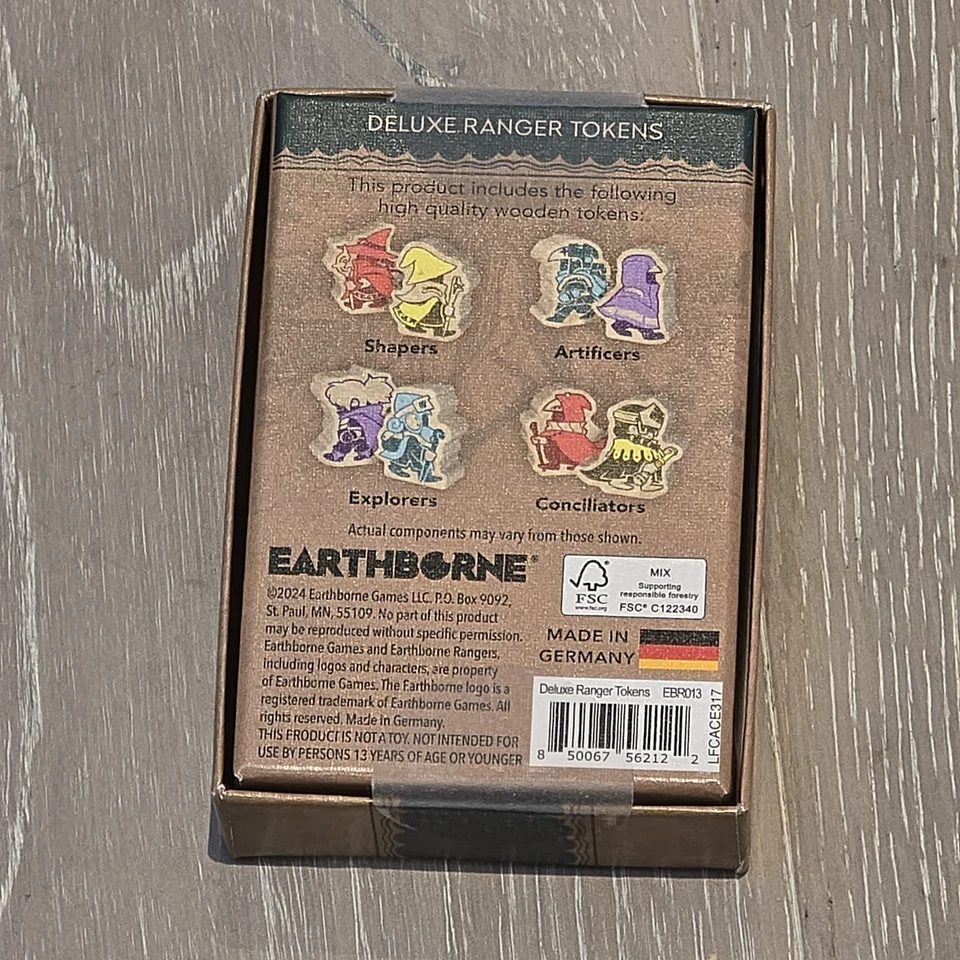 DELUXE RANGER TOKENS
This product includes the following
high quality wooden tokens:
Shapers
Artificers
Explorers
Conciliators
Actual components may vary from those shown.
EARTHBORNE®
©2024 Earthborne Games LLC. P.O. Box 9092,
St. Paul, MN, 55109. No part of this product
may be reproduced without specific permission.
Earthborne Games and Earthborne Rangers,
including logos and characters, are property
of Earthborne Games. The Earthborne logo is a
registered trademark of Earthborne Games. All
rights reserved. Made in Germany.
THIS PRODUCT IS NOT A TOY. NOT INTENDED FOR
USE BY PERSONS 13 YEARS OF AGE OR YOUNGER
FSC
www.fsc.org
MIX
Supporting
responsible forestry
FSC® C122340
MADE IN
GERMANY
Deluxe Ranger Tokens EBR013
8 50067 56212 2
LFCACE317